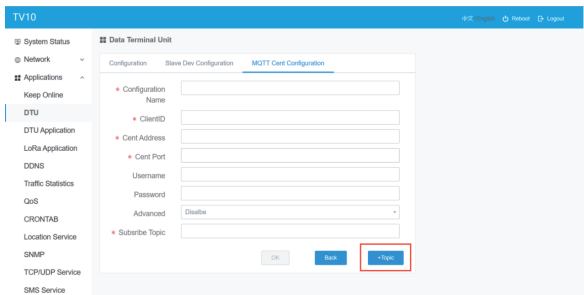 TV10
中文 English Reboot Logout
System Status
Network
Applications
Keep Online
DTU
DTU Application
LoRa Application
DDNS
Traffic Statistics
QoS
CRONTAB
Location Service
SNMP
TCP/UDP Service
SMS Service
Data Terminal Unit
Configuration Slave Dev Configuration MQTT Cent Configuration
* Configuration
Name
* ClientID
* Cent Address
* Cent Port
Username
Password
Advanced Disalbe
* Subsribe Topic
OK Back +Topic